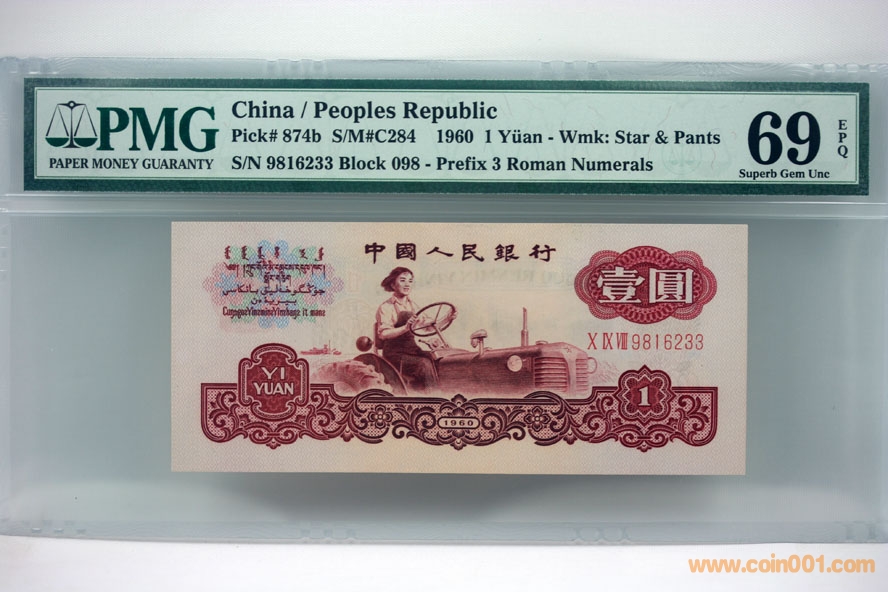 PMG
PAPER MONEY GUARANTY
China / Peoples Republic
Pick# 874b S/M#C284 1960 1 Yüan - Wmk: Star & Pants
S/N 9816233 Block 098 - Prefix 3 Roman Numerals
69
EPQ
Superb Gem Unc
中國人民銀行
壹圓
X IX VIII 9816233
YI
YUAN
1
1960
www.coin001.com